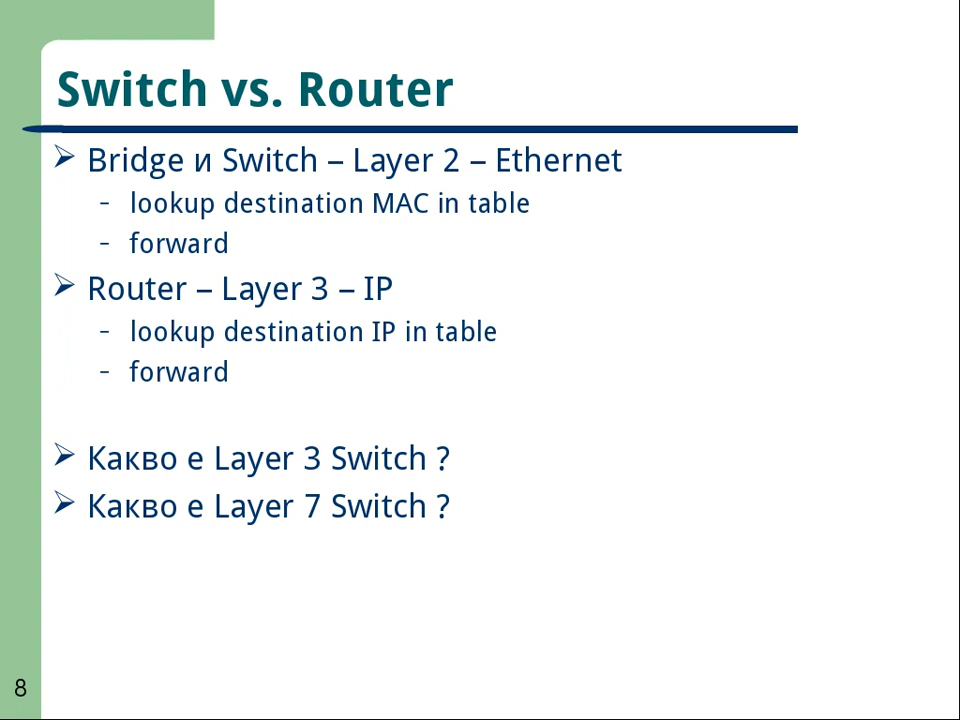 Switch vs. Router
Bridge и Switch – Layer 2 – Ethernet
– lookup destination MAC in table
– forward
Router – Layer 3 – IP
– lookup destination IP in table
– forward
Какво е Layer 3 Switch ?
Какво е Layer 7 Switch ?
8